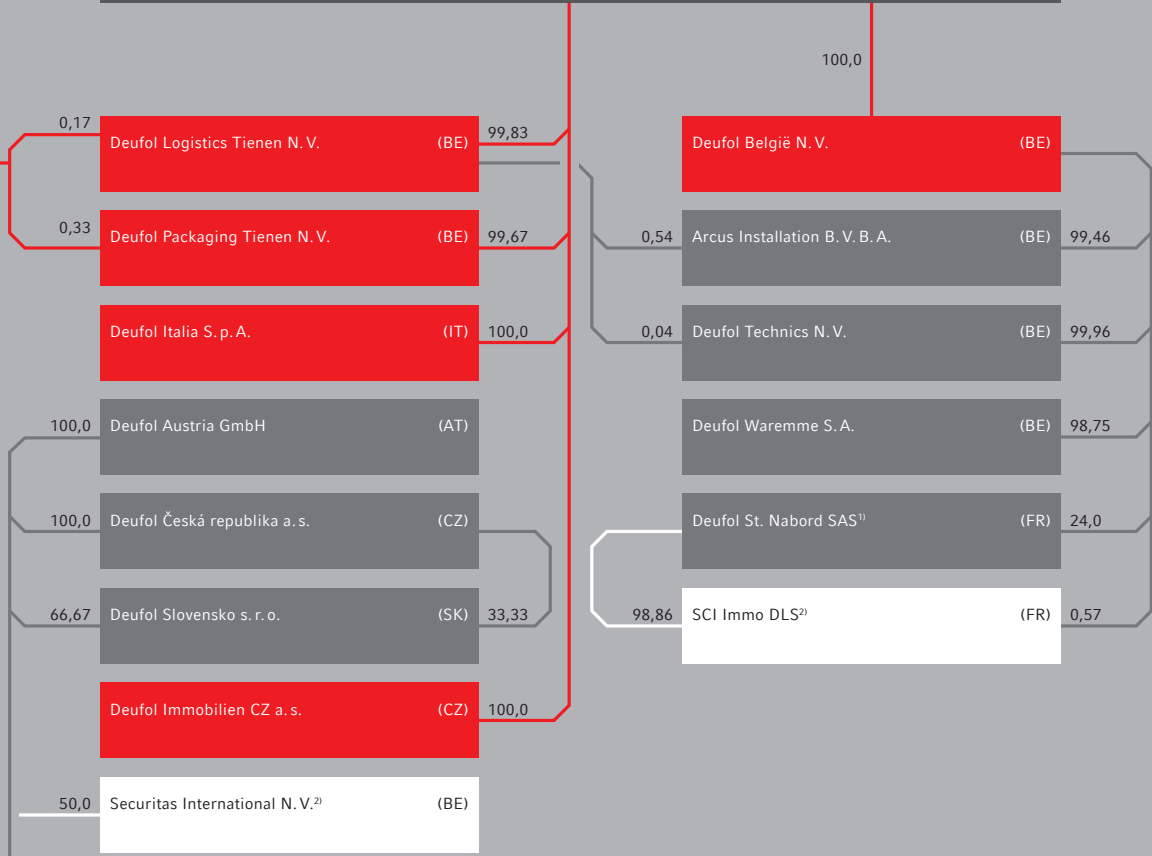 100,0
0,17 Deufol Logistics Tienen N. V. (BE) 99,83
Deufol België N. V. (BE)
0,33 Deufol Packaging Tienen N. V. (BE) 99,67
0,54 Arcus Installation B. V. B. A. (BE) 99,46
Deufol Italia S. p. A. (IT) 100,0
0,04 Deufol Technics N. V. (BE) 99,96
100,0 Deufol Austria GmbH (AT)
Deufol Waremme S. A. (BE) 98,75
100,0 Deufol Česká republika a. s. (CZ)
Deufol St. Nabord SAS1) (FR) 24,0
66,67 Deufol Slovensko s. r. o. (SK) 33,33
98,86 SCI Immo DLS2) (FR) 0,57
Deufol Immobilien CZ a. s. (CZ) 100,0
50,0 Securitas International N. V.2) (BE)